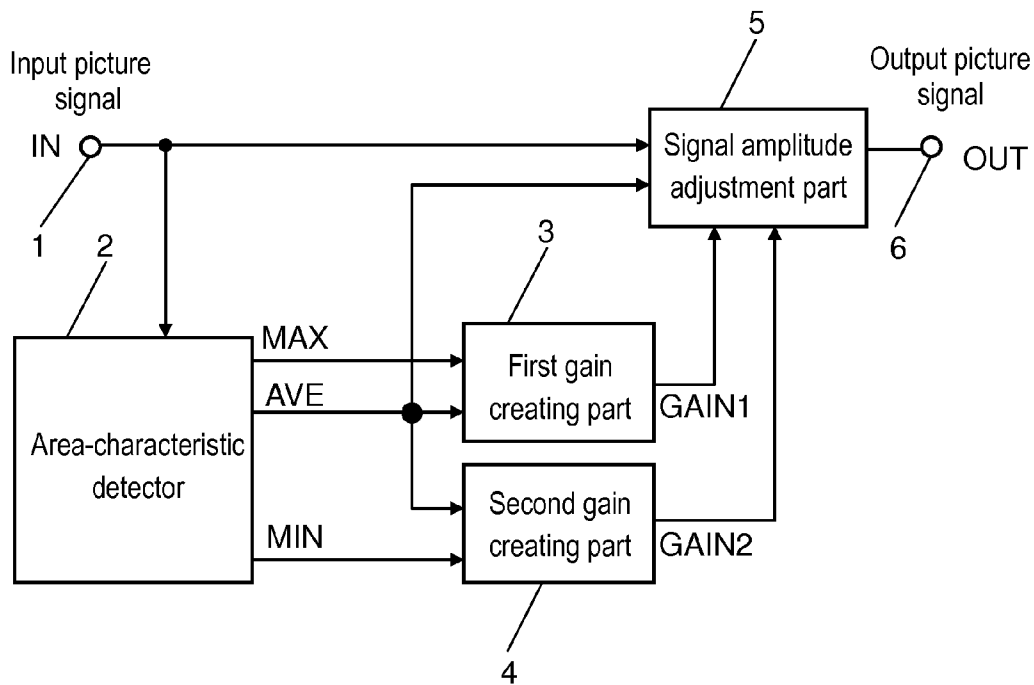 5
Input picture
signal
Output picture
signal
IN
Signal amplitude
adjustment part
OUT
1
2
3
6
MAX
First gain
creating part
AVE
GAIN1
Area-characteristic
detector
Second gain
creating part
MIN
GAIN2
4